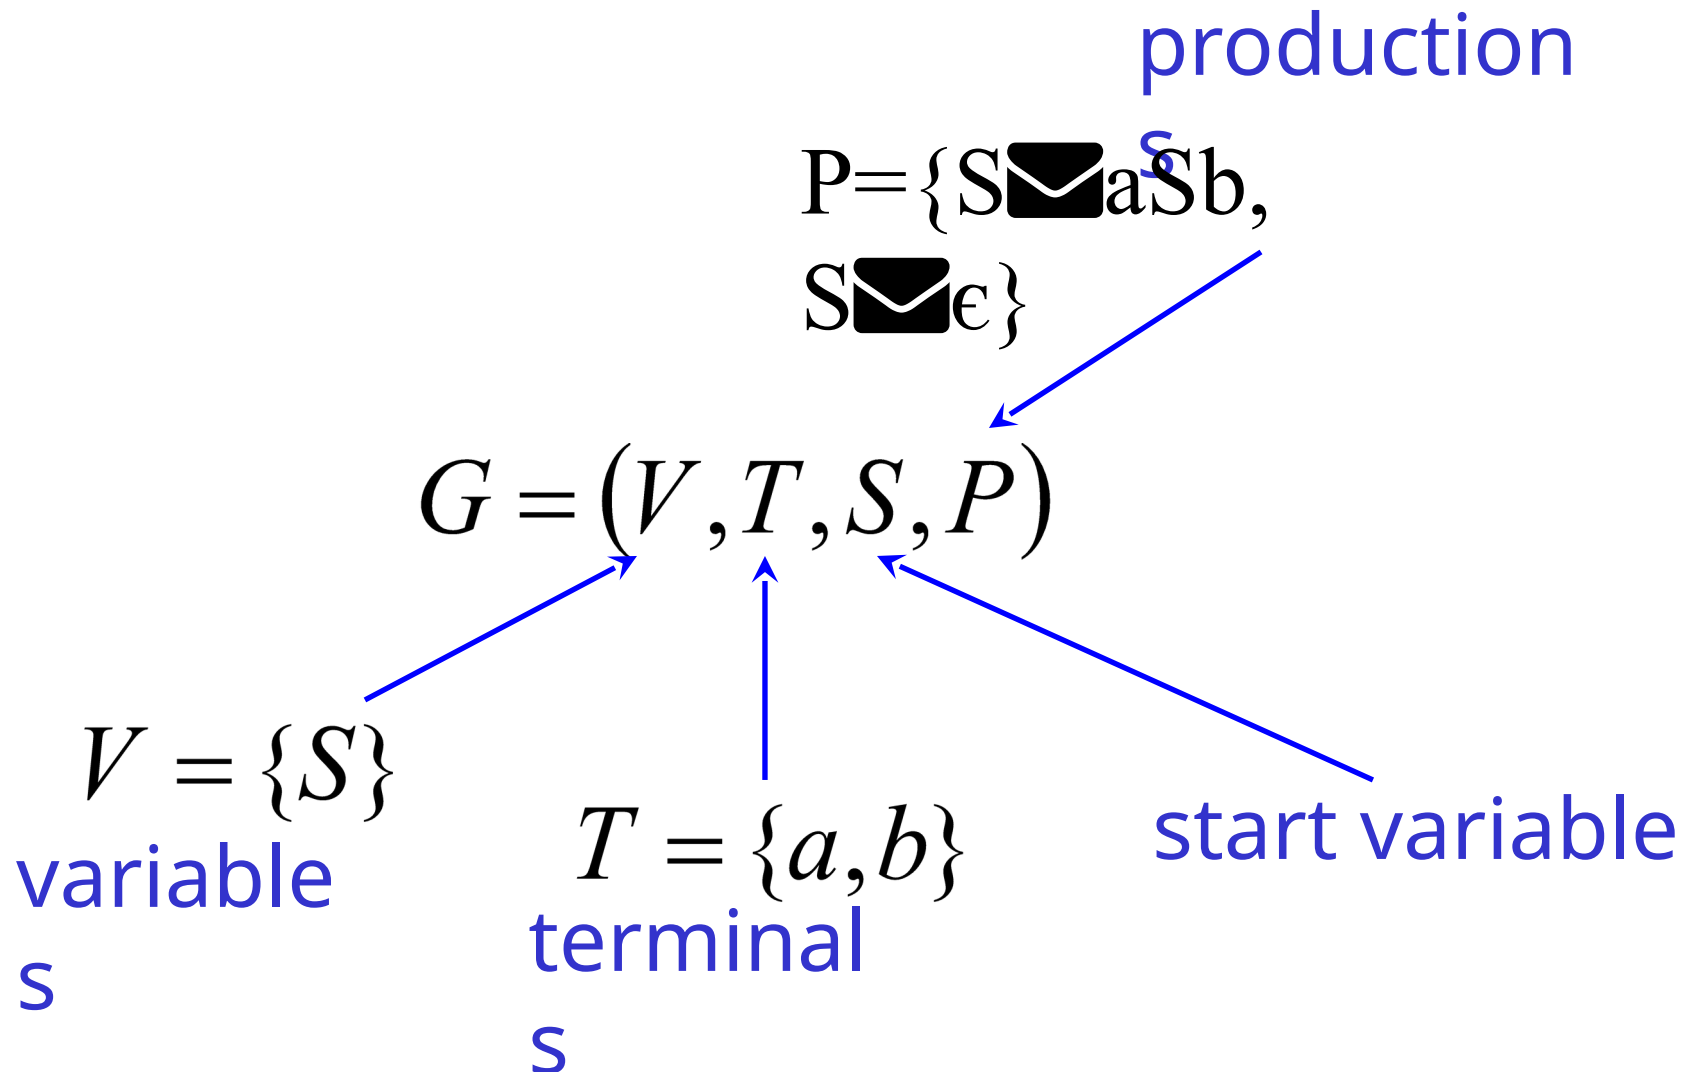 production
s
P={S✉aSb,
S✉є}
G = (V,T,S,P)
V = {S}
variable
s
T = {a,b}
terminal
s
start variable